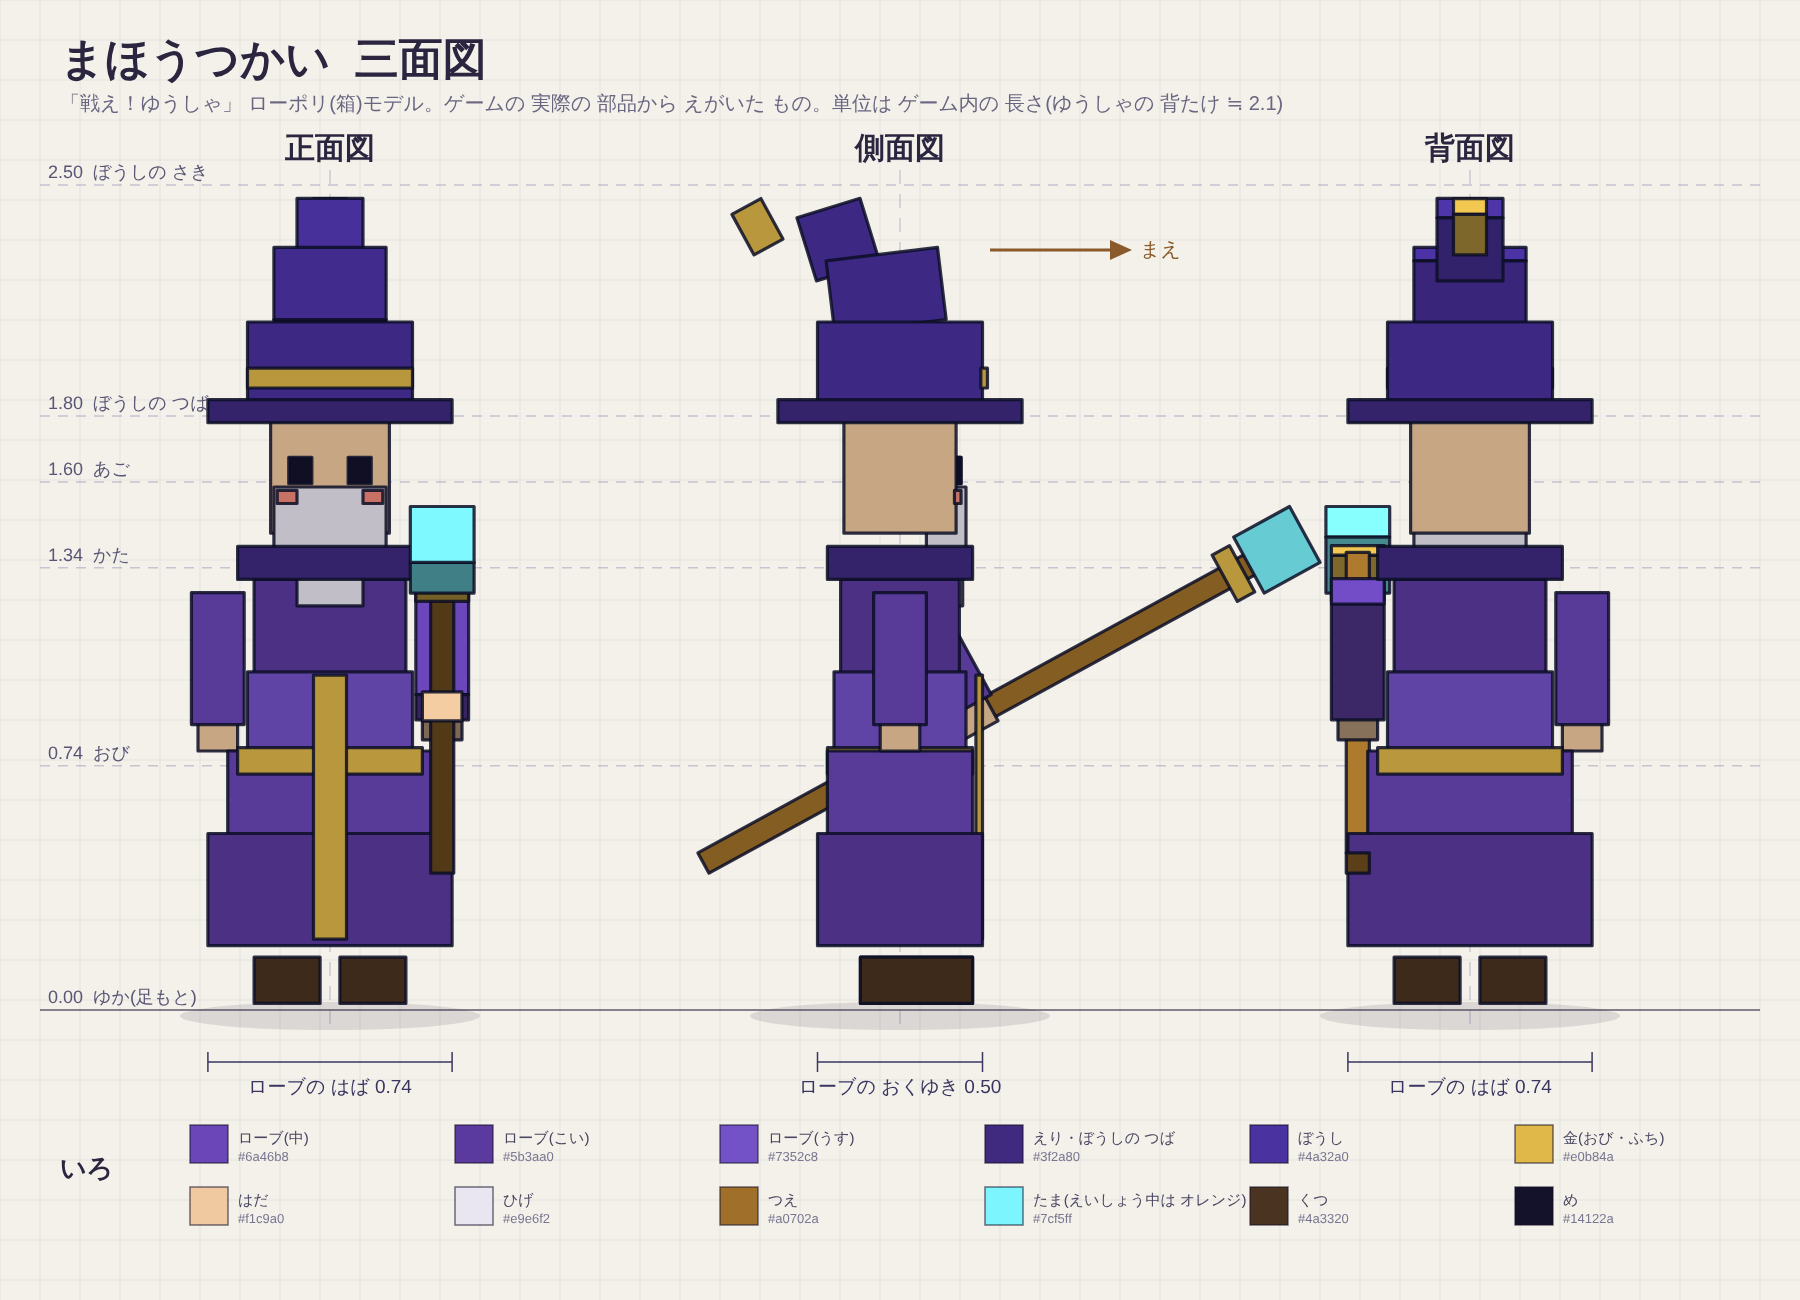 まほうつかい 三面図
「戦え！ゆうしゃ」 ローポリ(箱)モデル。ゲームの 実際の 部品から えがいた もの。単位は ゲーム内の 長さ(ゆうしゃの 背たけ ≒ 2.1)
正面図
側面図
背面図
2.50 ぼうしの さき
まえ
1.80 ぼうしの つば
1.60 あご
1.34 かた
0.74 おび
0.00 ゆか(足もと)
ローブの はば 0.74
ローブの おくゆき 0.50
ローブの はば 0.74
いろ
ローブ(中)
#6a46b8
ローブ(こい)
#5b3aa0
ローブ(うす)
#7352c8
えり・ぼうしの つば
#3f2a80
ぼうし
#4a32a0
金(おび・ふち)
#e0b84a
はだ
#f1c9a0
ひげ
#e9e6f2
つえ
#a0702a
たま(えいしょう中は オレンジ)
#7cf5ff
くつ
#4a3320
め
#14122a